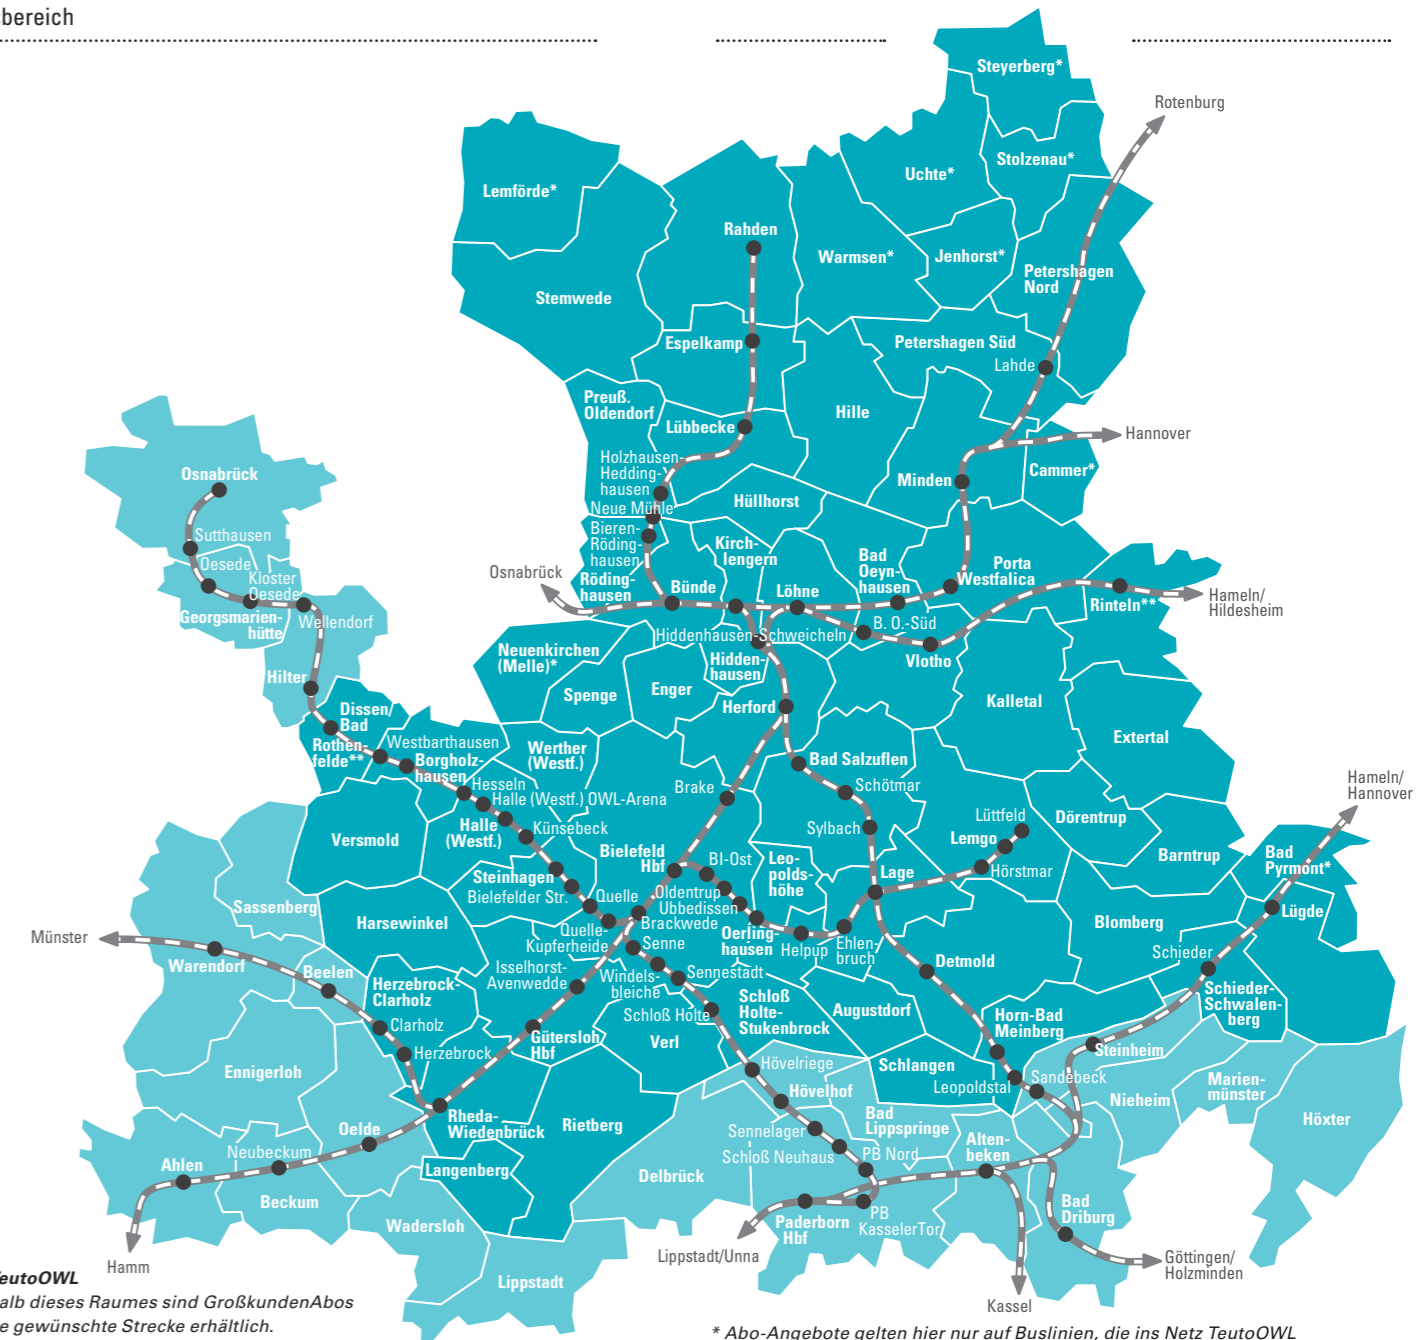 sbereich
Steyerberg*
Rotenburg
Stolzenau*
Uchte*
Lemförde*
Rahden
Warmsen*
Jenhorst*
Petershagen
Nord
Stemwede
Espelkamp
Petershagen Süd
Lahde
Preuß.
Oldendorf
Hille
Lübbecke
Hannover
Holzhausen-
Hedding-
hausen
Cammer*
Osnabrück
Minden
Neue Mühle
Hüllhorst
Sutthausen
Bieren-
Röding-
hausen
Kirch-
lengern
Bad
Oeyn-
hausen
Porta
Westfalica
Oesede
Kloster
Oesede
Osnabrück
Röding-
hausen
Bünde
Löhne
Rinteln**
Hameln/
Hildesheim
Georgsmarien-
hütte
Wellendorf
B. O.-Süd
Hiddenhausen-Schweicheln
Vlotho
Neuenkirchen
(Melle)*
Hidden-
hausen
Hilter
Spenge
Enger
Kalletal
Herford
Dissen/
Bad
Rothen-
felde**
Extertal
Westbarthausen
Borgholz-
hausen
Werther
(Westf.)
Bad Salzuflen
Hesseln
Brake
Schötmar
Hameln/
Hannover
Halle (Westf.) OWL-Arena
Lüttfeld
Dörentrup
Versmold
Halle
(Westf.)
Künsebeck
Sylbach
Lemgo
Bielefeld
Hbf
BI-Ost
Leo-
polds-
höhe
Barntrup
Bad
Pyrmont*
Steinhagen
Lage
Hörstmar
Bielefelder Str.
Quelle
Oldentrup
Ubbedissen
Sassenberg
Harsewinkel
Brackwede
Blomberg
Lügde
Münster
Quelle-
Kupferheide
Oerling-
hausen
Senne
Helpup
Ehlen-
bruch
Schieder
Warendorf
Beelen
Isselhorst-
Avenwedde
Windels-
bleiche
Sennestadt
Detmold
Herzebrock-
Clarholz
Schieder-
Schwalen-
berg
Schloß
Holte-
Stukenbrock
Augustdorf
Schloß Holte
Horn-Bad
Meinberg
Clarholz
Gütersloh
Hbf
Verl
Herzebrock
Steinheim
Ennigerloh
Hövelriege
Schlangen
Leopoldstal
Sandebeck
Marien-
münster
Hövelhof
Nieheim
Rheda-
Wiedenbrück
Rietberg
Bad
Lippspringe
Höxter
Oelde
Sennelager
Alten-
beken
Neubeckum
Schloß Neuhaus
PB Nord
Ahlen
Langenberg
Delbrück
Beckum
Wadersloh
Paderborn
Hbf
PB
KasselerTor
Bad
Driburg
Lippstadt/Unna
Göttingen/
Holzminden
Hamm
Lippstadt
Kassel
TeutoOWL
alb dieses Raumes sind GroßkundenAbos
e gewünschte Strecke erhältlich.
* Abo-Angebote gelten hier nur auf Buslinien, die ins Netz TeutoOWL